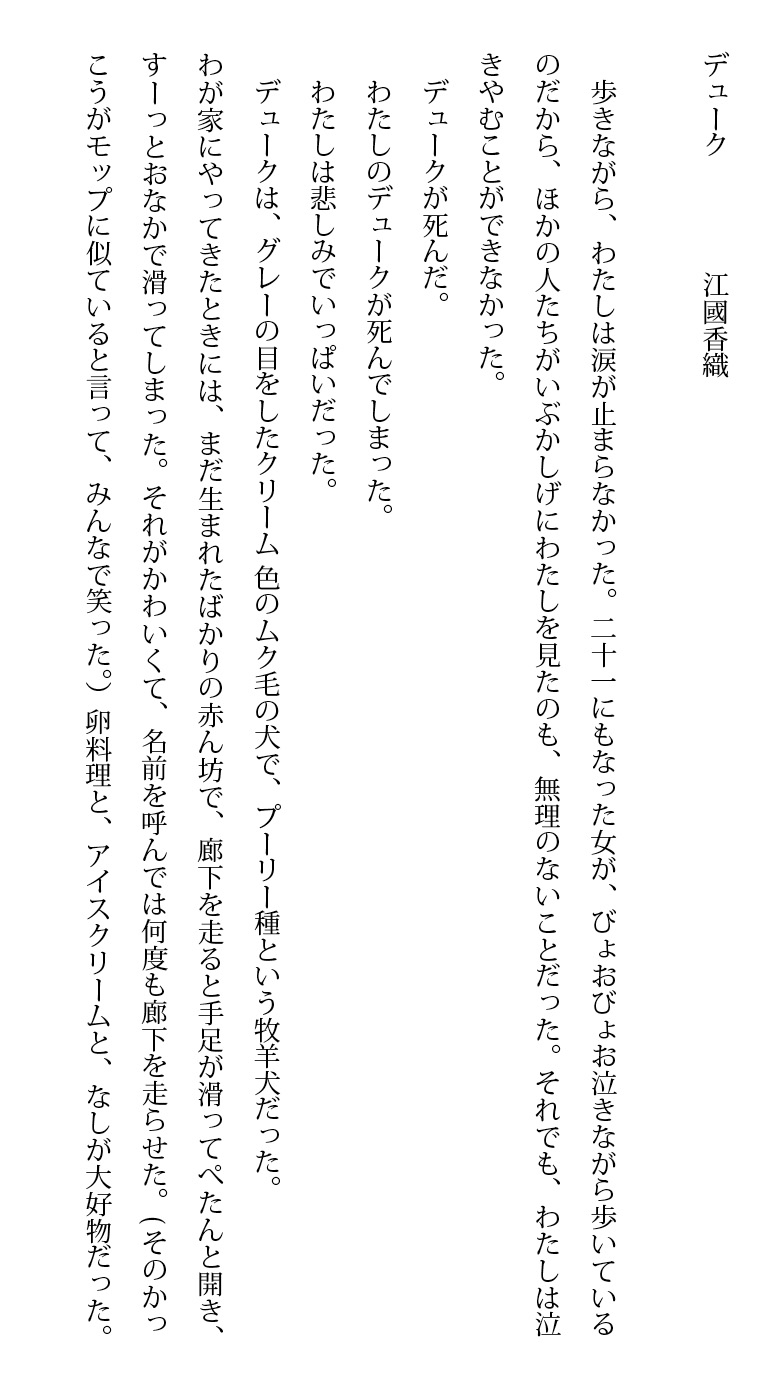 デューク　　　　江國香織
　歩きながら、わたしは涙が止まらなかった。二十一にもなった女が、びょおびょお泣きながら歩いている
のだから、ほかの人たちがいぶかしげにわたしを見たのも、無理のないことだった。それでも、わたしは泣
きやむことができなかった。
　デュークが死んだ。
　わたしのデュークが死んでしまった。
　わたしは悲しみでいっぱいだった。
　デュークは、グレーの目をしたクリーム色のムク毛の犬で、プーリー種という牧羊犬だった。
わが家にやってきたときには、まだ生まれたばかりの赤ん坊で、廊下を走ると手足が滑ってぺたんと開き、
すーっとおなかで滑ってしまった。それがかわいくて、名前を呼んでは何度も廊下を走らせた。（そのかっ
こうがモップに似ていると言って、みんなで笑った。）卵料理と、アイスクリームと、なしが大好物だった。